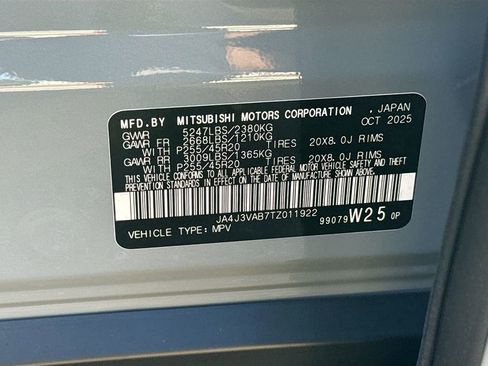 MFD.BY MITSUBISHI MOTORS CORPORATION, JAPAN
GVWR 5247LBS/2380KG OCT 2025
GAWR FR 2668LBS/1210KG
WITH P255/45R20 TIRES, 20X8.0J RIMS
GAWR RR 3009LBS/1365KG
WITH P255/45R20 TIRES, 20X8.0J RIMS
THIS VEHICLE CONFORMS TO ALL APPLICABLE FEDERAL MOTOR VEHICLE SAFETY AND THEFT
PREVENTION STANDARDS IN EFFECT ON THE DATE OF MANUFACTURE SHOWN ABOVE.
JA4J3VAB7TZ011922
99079 W25 0P
VEHICLE TYPE: MPV